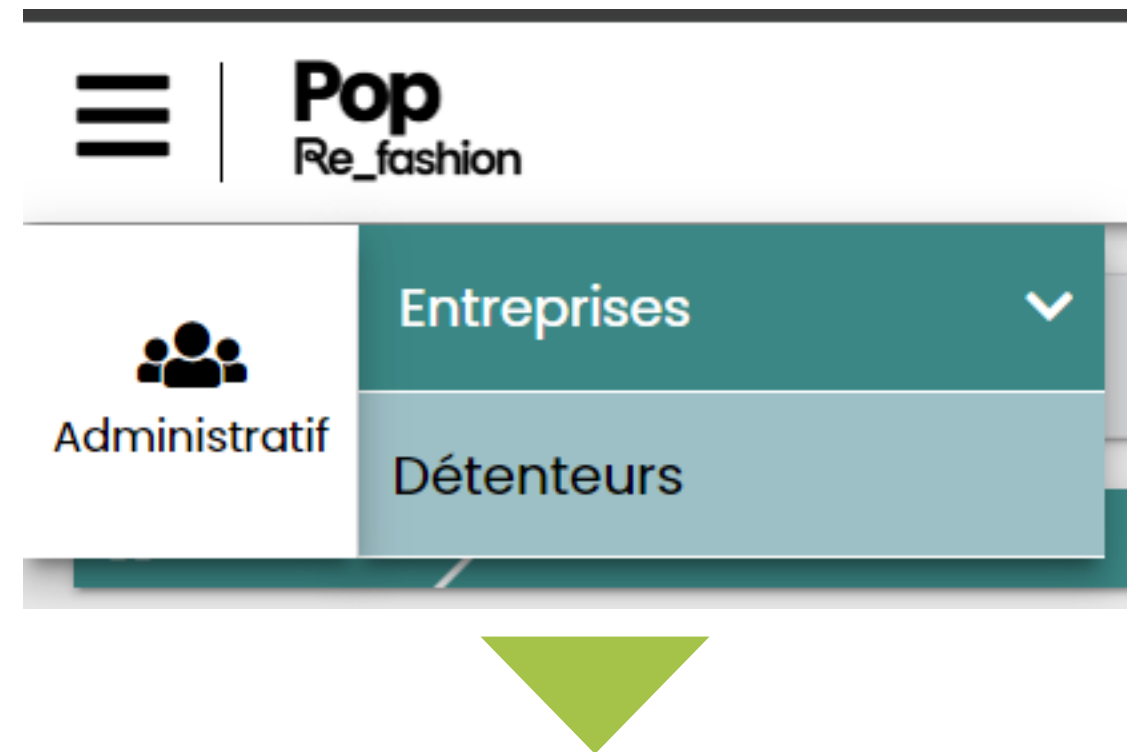 Pop
Re_fashion
Entreprises
Administratif
Détenteurs